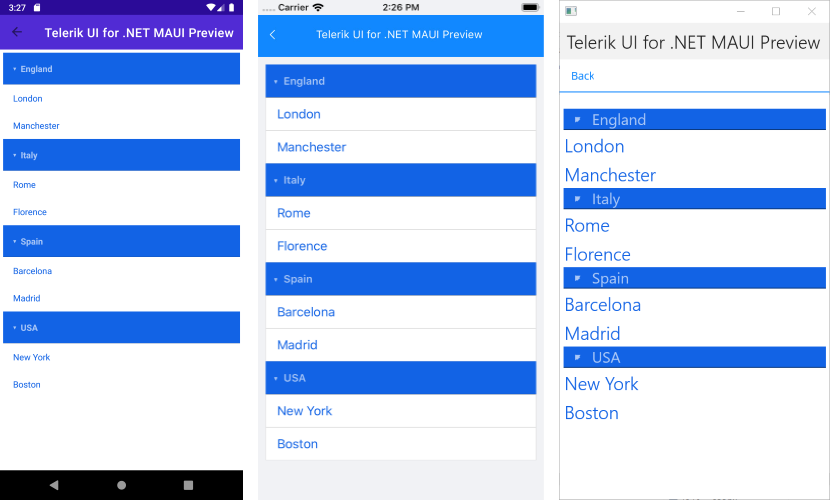 3:27
Telerik UI for .NET MAUI Preview
England
London
Manchester
Italy
Rome
Florence
Spain
Barcelona
Madrid
USA
New York
Boston
Carrier
2:26 PM
Telerik UI for .NET MAUI Preview
England
London
Manchester
Italy
Rome
Florence
Spain
Barcelona
Madrid
USA
New York
Boston
Telerik UI for .NET MAUI Preview
Back
England
London
Manchester
Italy
Rome
Florence
Spain
Barcelona
Madrid
USA
New York
Boston